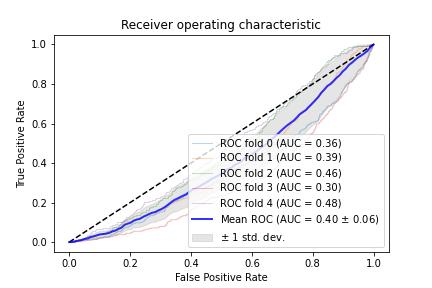 Receiver operating characteristic
True Positive Rate
1.0
0.8
0.6
0.4
0.2
0.0
ROC fold 0 (AUC = 0.36)
ROC fold 1 (AUC = 0.39)
ROC fold 2 (AUC = 0.46)
ROC fold 3 (AUC = 0.30)
ROC fold 4 (AUC = 0.48)
Mean ROC (AUC = 0.40 ± 0.06)
± 1 std. dev.
0.0 0.2 0.4 0.6 0.8 1.0
False Positive Rate